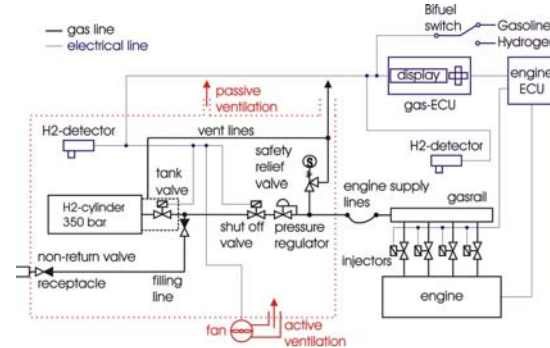 gas line
electrical line
Bifuel
switch
Gasoline
Hydrogen
display
gas-ECU
engine
ECU
passive
ventilation
H2-detector
vent lines
safety
relief
valve
S
H2-detector
tank
valve
engine supply
lines
gasrail
H2-cylinder
350 bar
shut off
valve
pressure
regulator
non-return valve
receptacle
filling
line
injectors
engine
fan
active
ventilation